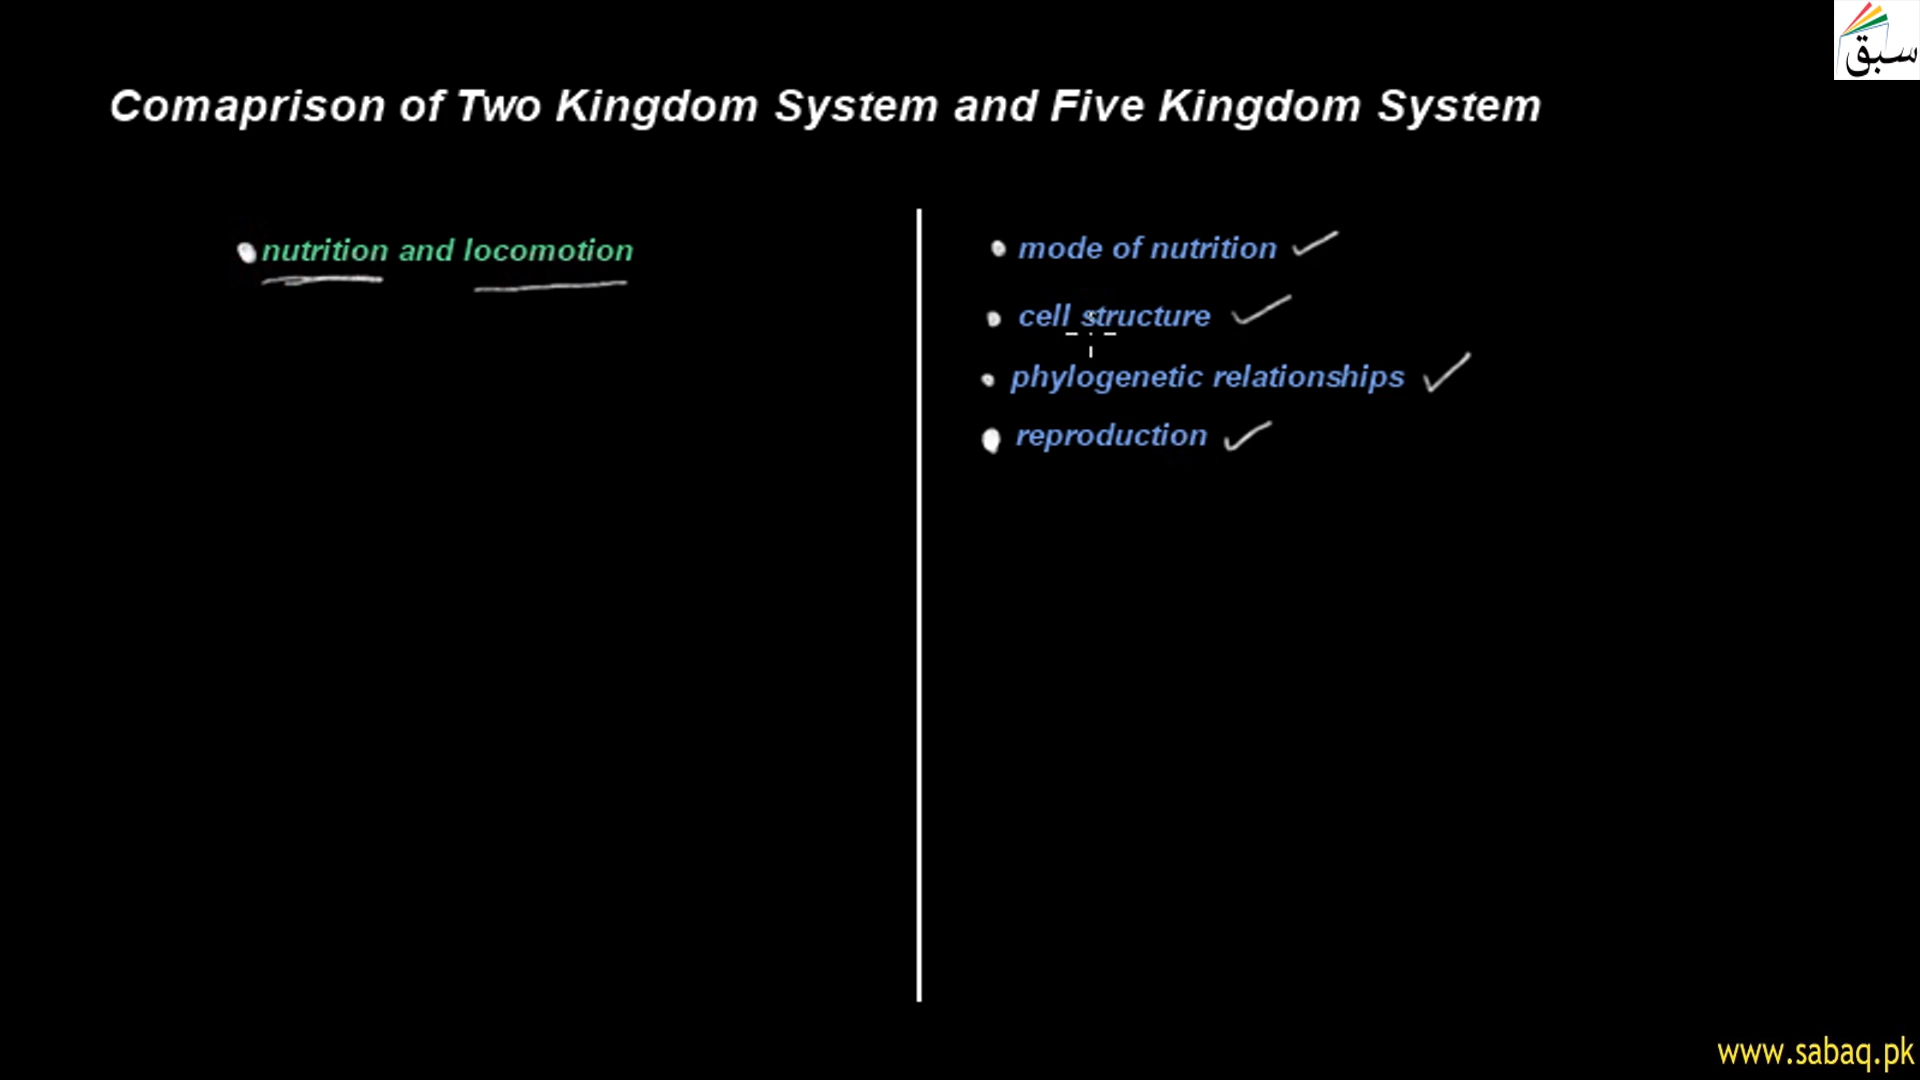 سبق
Comaprison of Two Kingdom System and Five Kingdom System
nutrition and locomotion
mode of nutrition
cell structure
phylogenetic relationships
reproduction
www.sabaq.pk